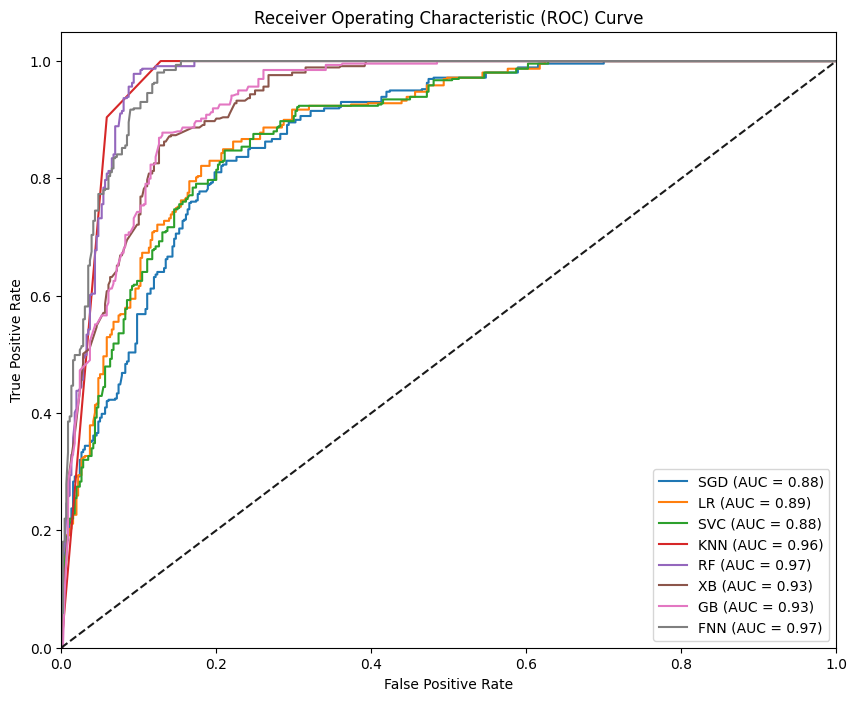 Receiver Operating Characteristic (ROC) Curve
True Positive Rate
1.0
0.8
0.6
0.4
0.2
0.0
0.0
0.2
0.4
0.6
0.8
1.0
False Positive Rate
SGD (AUC = 0.88)
LR (AUC = 0.89)
SVC (AUC = 0.88)
KNN (AUC = 0.96)
RF (AUC = 0.97)
XB (AUC = 0.93)
GB (AUC = 0.93)
FNN (AUC = 0.97)